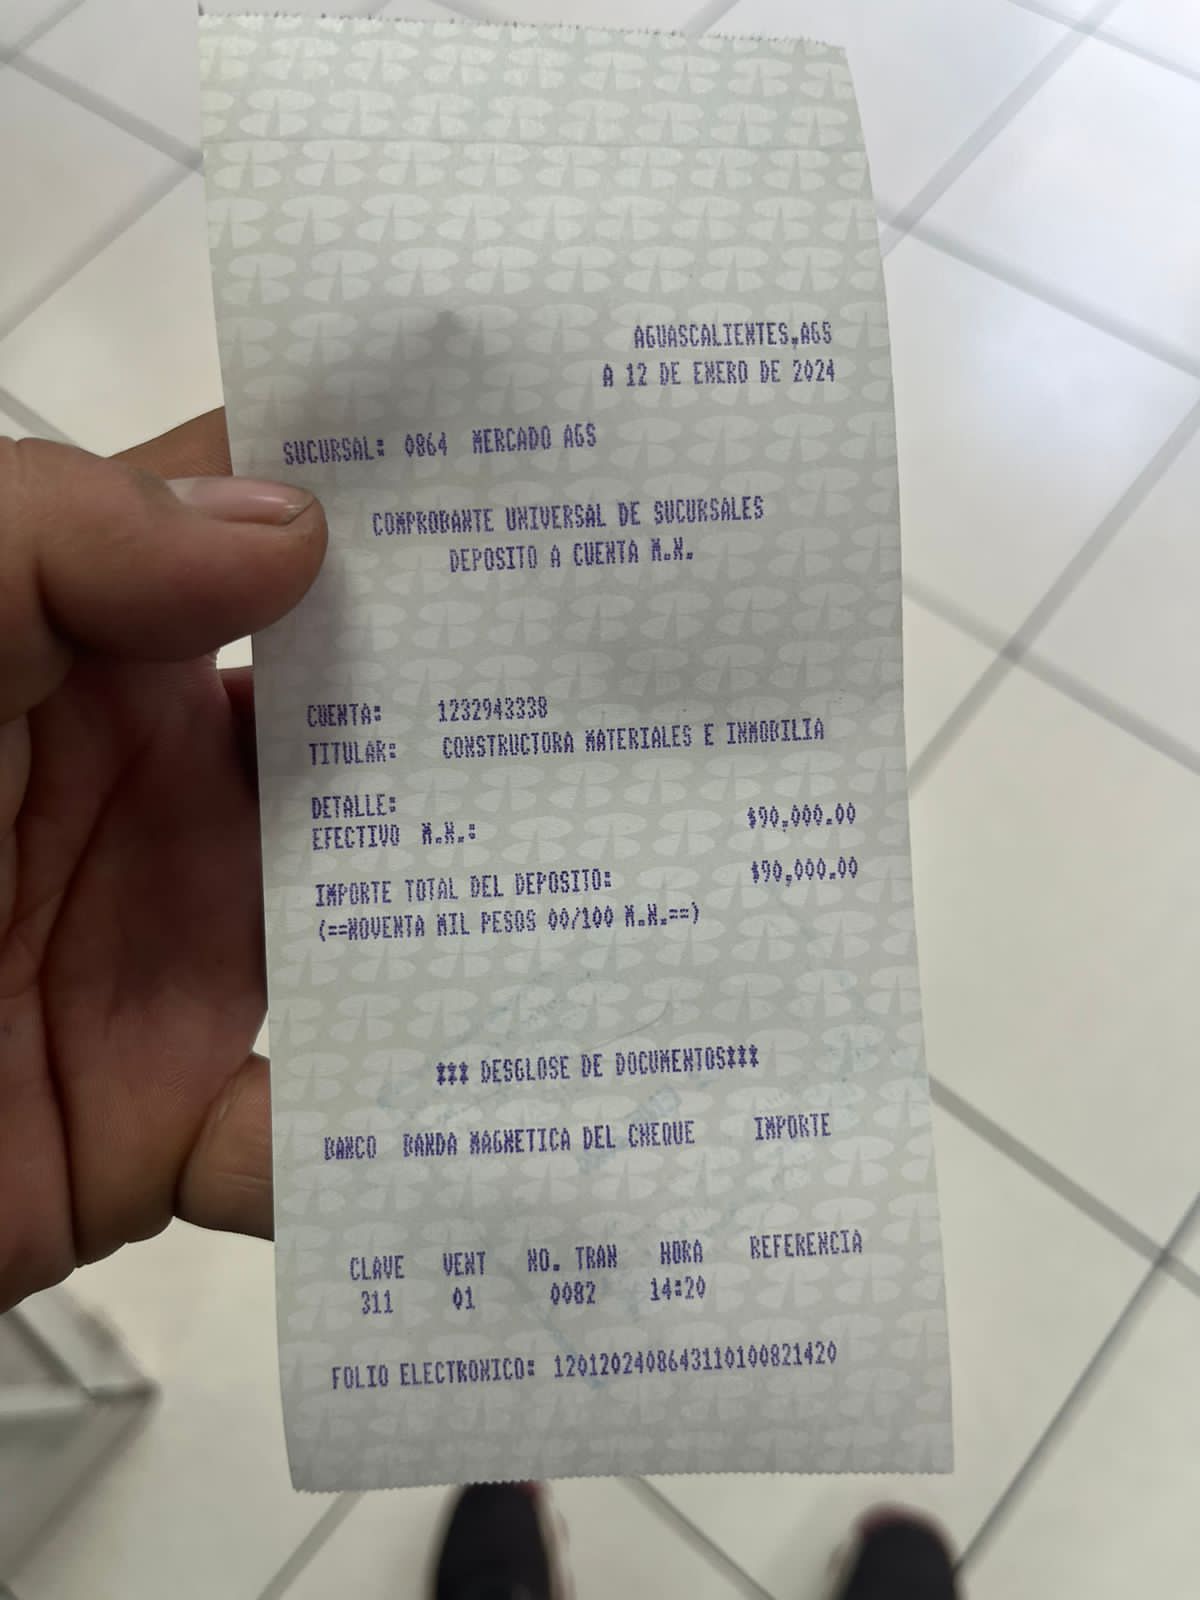 AGUASCALIENTES,AGS
A 12 DE ENERO DE 2024
SUCURSAL: 0864 MERCADO AGS
COMPROBANTE UNIVERSAL DE SUCURSALES
DEPOSITO A CUENTA M.N.
CUENTA: 1232943338
TITULAR: CONSTRUCTORA MATERIALES E INMOBILIA
DETALLE:
EFECTIVO M.N.: $90,000.00
IMPORTE TOTAL DEL DEPOSITO: $90,000.00
(==NOVENTA MIL PESOS 00/100 M.N.==)
*** DESGLOSE DE DOCUMENTOS***
BANCO BANDA MAGNETICA DEL CHEQUE IMPORTE
CLAVE VENT NO. TRAN HORA REFERENCIA
311 01 0082 14:20
FOLIO ELECTRONICO: 1201202408643110100821420